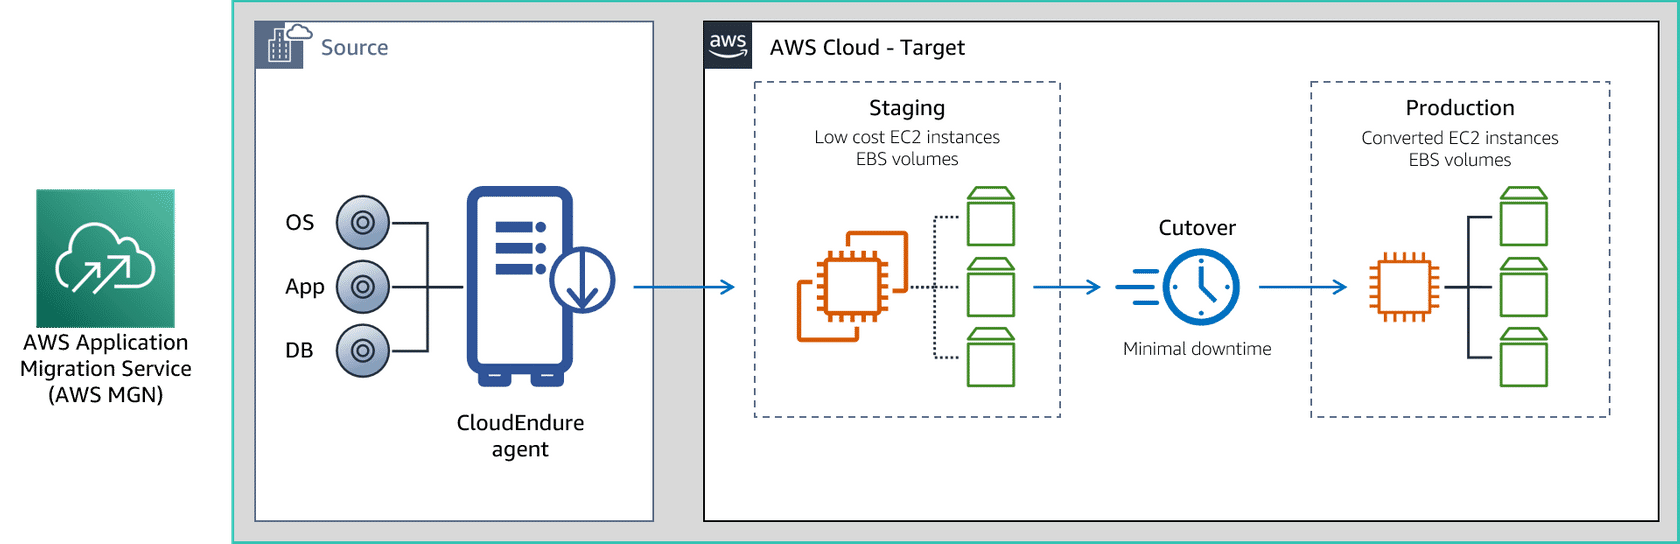 Source
aws
AWS Cloud - Target
Staging
Low cost EC2 instances
EBS volumes
Production
Converted EC2 instances
EBS volumes
OS
App
DB
CloudEndure
agent
Cutover
Minimal downtime
AWS Application
Migration Service
(AWS MGN)